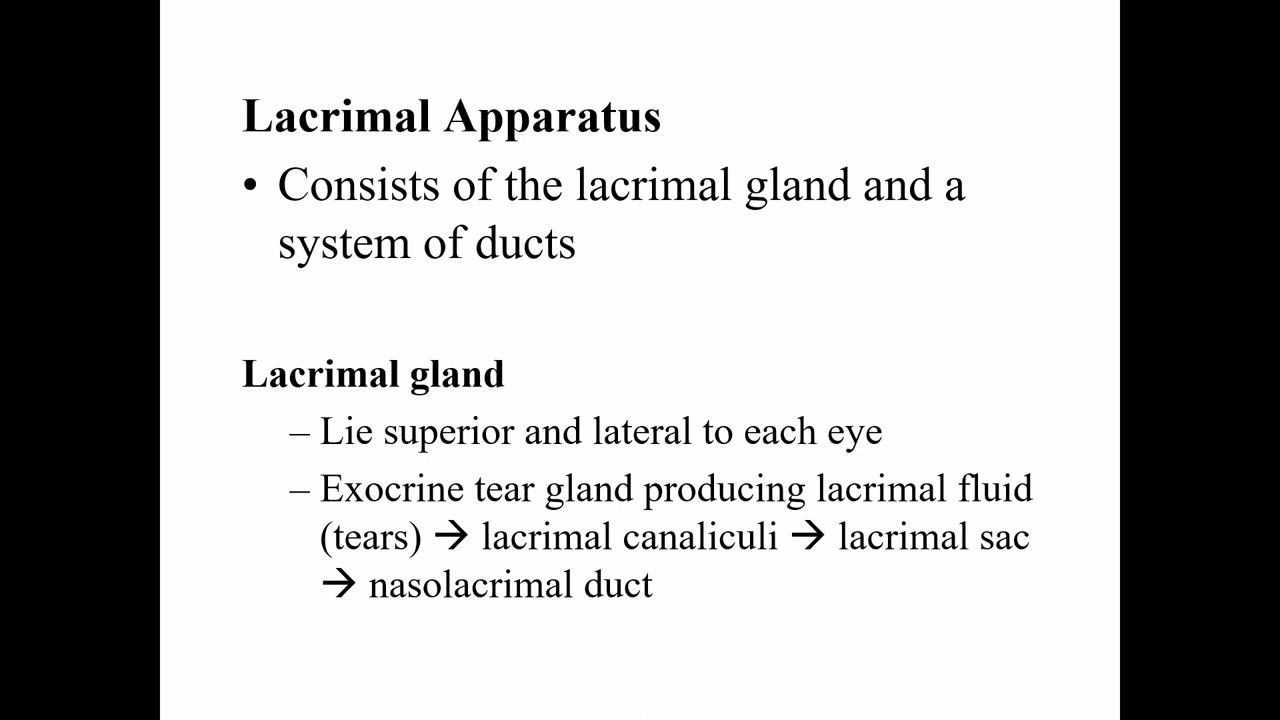 Lacrimal Apparatus
• Consists of the lacrimal gland and a
system of ducts
Lacrimal gland
– Lie superior and lateral to each eye
– Exocrine tear gland producing lacrimal fluid
(tears) → lacrimal canaliculi → lacrimal sac
→ nasolacrimal duct